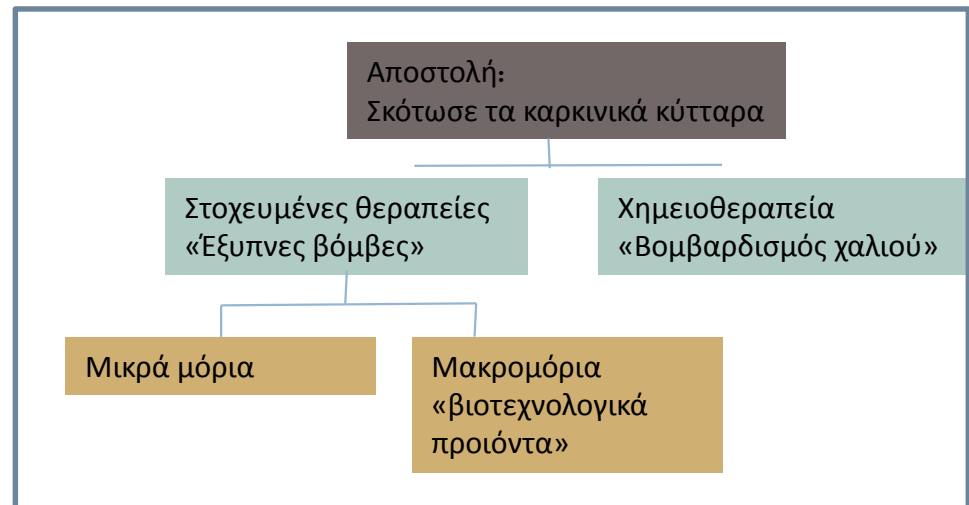 Αποστολή:
Σκότωσε τα καρκινικά κύτταρα
Στοχευμένες θεραπείες
«Έξυπνες βόμβες»
Χημειοθεραπεία
«Βομβαρδισμός χαλιού»
Μικρά μόρια
Μακρομόρια
«βιοτεχνολογικά
προιόντα»